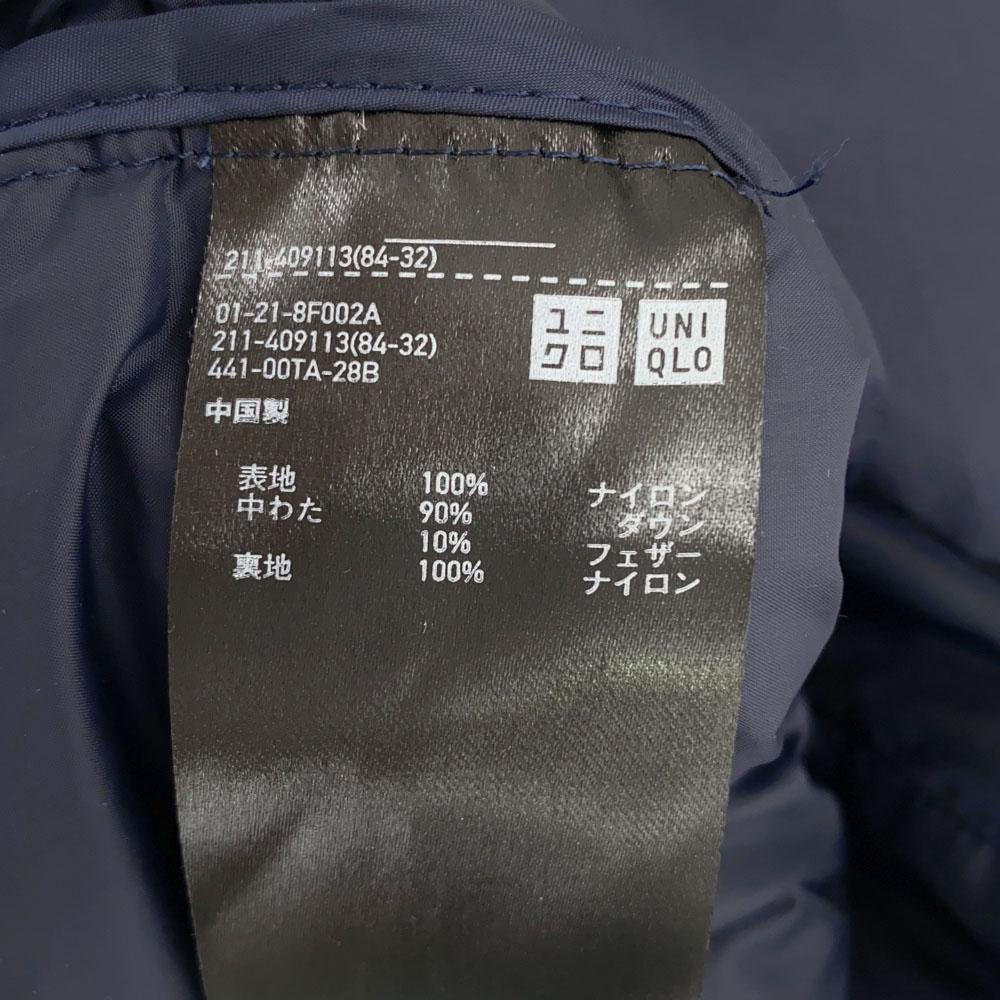 211-409113(84-32)
01-21-8F002A
211-409113(84-32)
441-00TA-28B
中国製
ユニ
クロ
UNI
QLO
表地 100% ナイロン
中わた 90% ダウン
10% フェザー
裏地 100% ナイロン